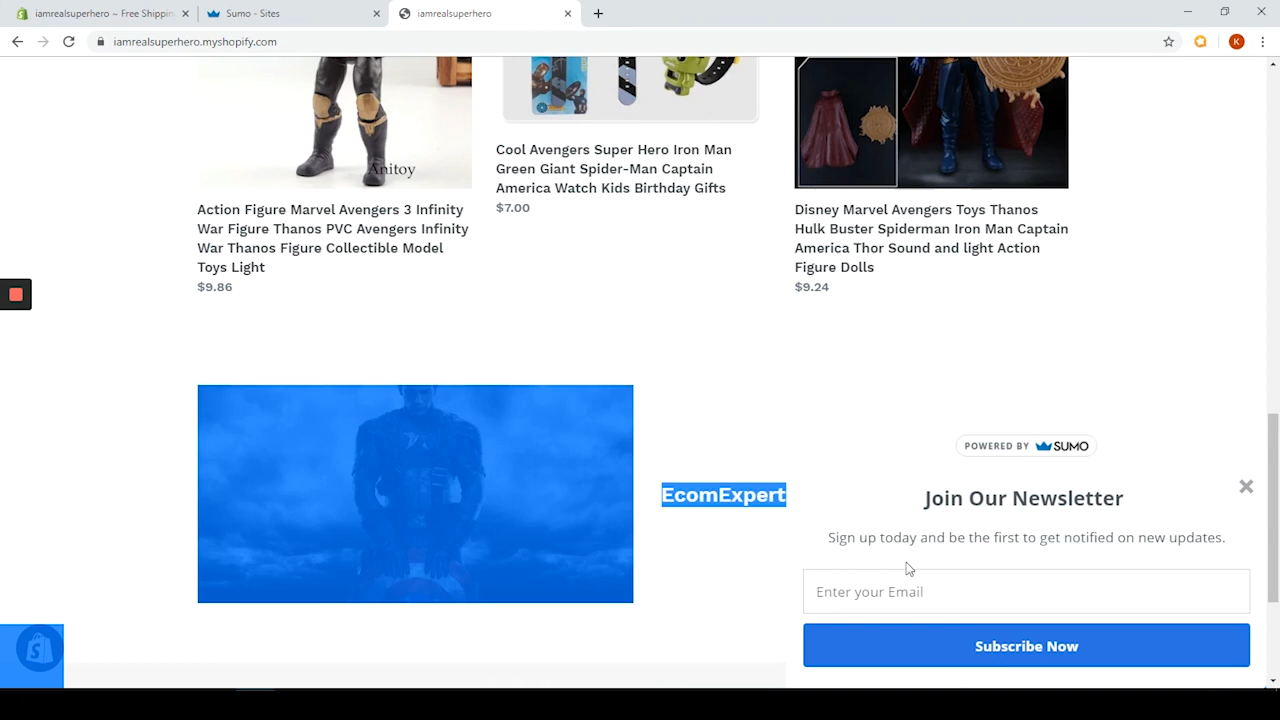 iamrealsuperhero ~ Free Shippin
Sumo - Sites
iamrealsuperhero
iamrealsuperhero.myshopify.com
K
Anitoy
Action Figure Marvel Avengers 3 Infinity
War Figure Thanos PVC Avengers Infinity
War Thanos Figure Collectible Model
Toys Light
$9.86
Cool Avengers Super Hero Iron Man
Green Giant Spider-Man Captain
America Watch Kids Birthday Gifts
$7.00
Disney Marvel Avengers Toys Thanos
Hulk Buster Spiderman Iron Man Captain
America Thor Sound and light Action
Figure Dolls
$9.24
EcomExpert
POWERED BY SUMO
Join Our Newsletter
Sign up today and be the first to get notified on new updates.
Enter your Email
Subscribe Now